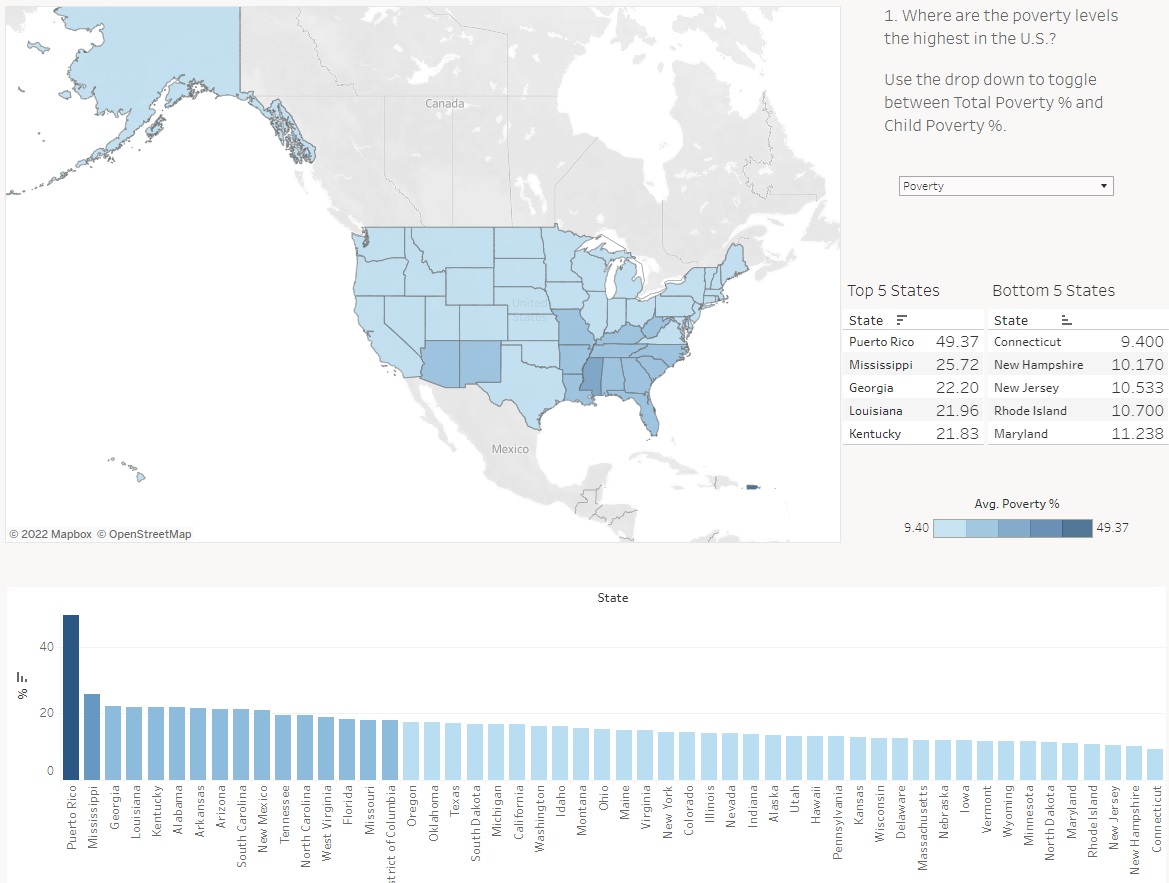 1. Where are the poverty levels
the highest in the U.S.?
Use the drop down to toggle
between Total Poverty % and
Child Poverty %.
Poverty
Canada
United
States
Mexico
© 2022 Mapbox © OpenStreetMap
Top 5 States
State
Puerto Rico 49.37
Mississippi 25.72
Georgia 22.20
Louisiana 21.96
Kentucky 21.83
Bottom 5 States
State
Connecticut 9.400
New Hampshire 10.170
New Jersey 10.533
Rhode Island 10.700
Maryland 11.238
Avg. Poverty %
9.40 49.37
State
%
40
20
0
Puerto Rico
Mississippi
Georgia
Louisiana
Kentucky
Alabama
Arkansas
Arizona
South Carolina
New Mexico
Tennessee
North Carolina
West Virginia
Florida
Missouri
strict of Columbia
Oregon
Oklahoma
Texas
South Dakota
Michigan
California
Washington
Idaho
Montana
Ohio
Maine
Virginia
New York
Colorado
Illinois
Nevada
Indiana
Alaska
Utah
Hawaii
Pennsylvania
Kansas
Wisconsin
Delaware
Massachusetts
Nebraska
Iowa
Vermont
Wyoming
Minnesota
North Dakota
Maryland
Rhode Island
New Jersey
New Hampshire
Connecticut